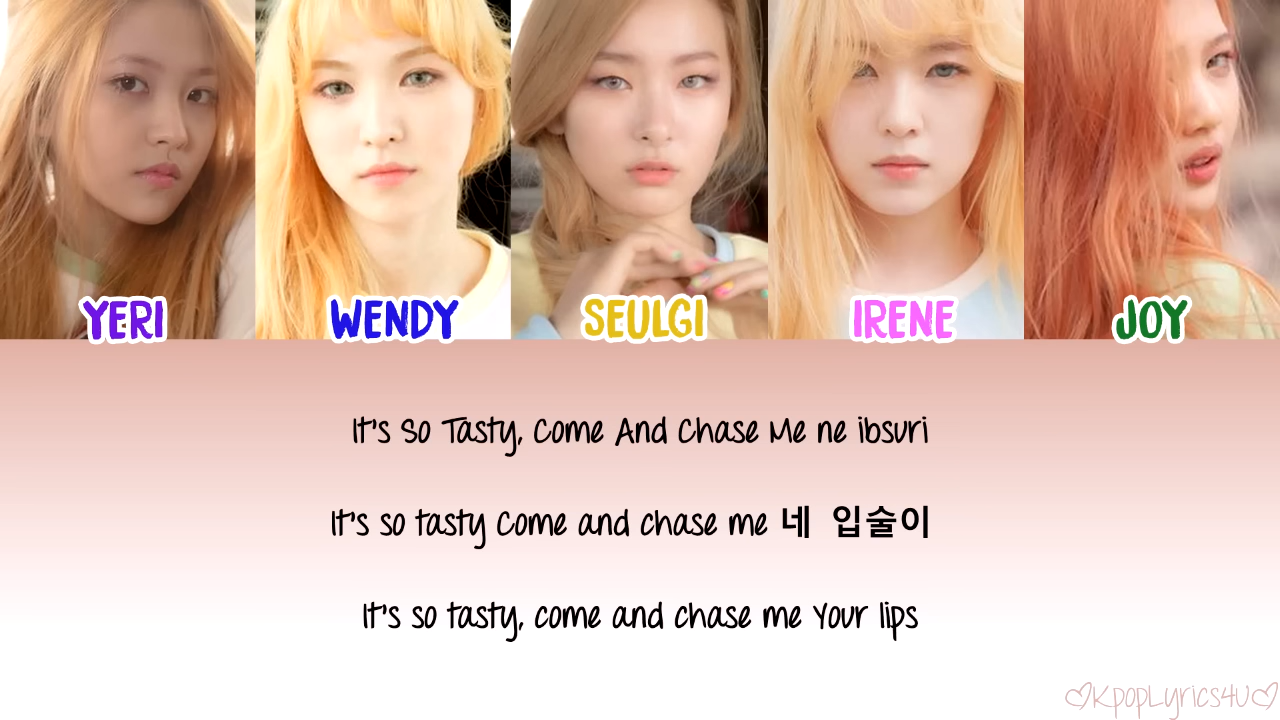 YERI
WENDY
SEULGI
IRENE
JOY
It's So Tasty, Come And Chase Me ne ibsuri
It's so tasty Come and chase me 네 입술이
It's so tasty, come and chase me Your lips
♡KpopLyrics4U♡